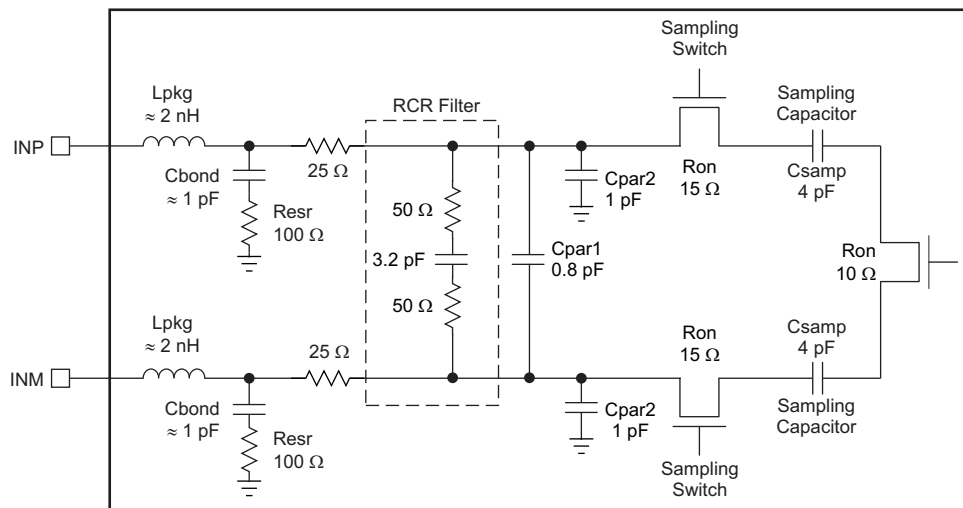 Sampling
Switch
Lpkg
≈ 2 nH
RCR Filter
Sampling
Capacitor
INP
25 Ω
Cbond
≈ 1 pF
Resr
100 Ω
50 Ω
3.2 pF
50 Ω
Cpar1
0.8 pF
Cpar2
1 pF
Ron
15 Ω
Csamp
4 pF
Ron
10 Ω
Lpkg
≈ 2 nH
25 Ω
Ron
15 Ω
Csamp
4 pF
INM
Cbond
≈ 1 pF
Resr
100 Ω
Cpar2
1 pF
Sampling
Capacitor
Sampling
Switch